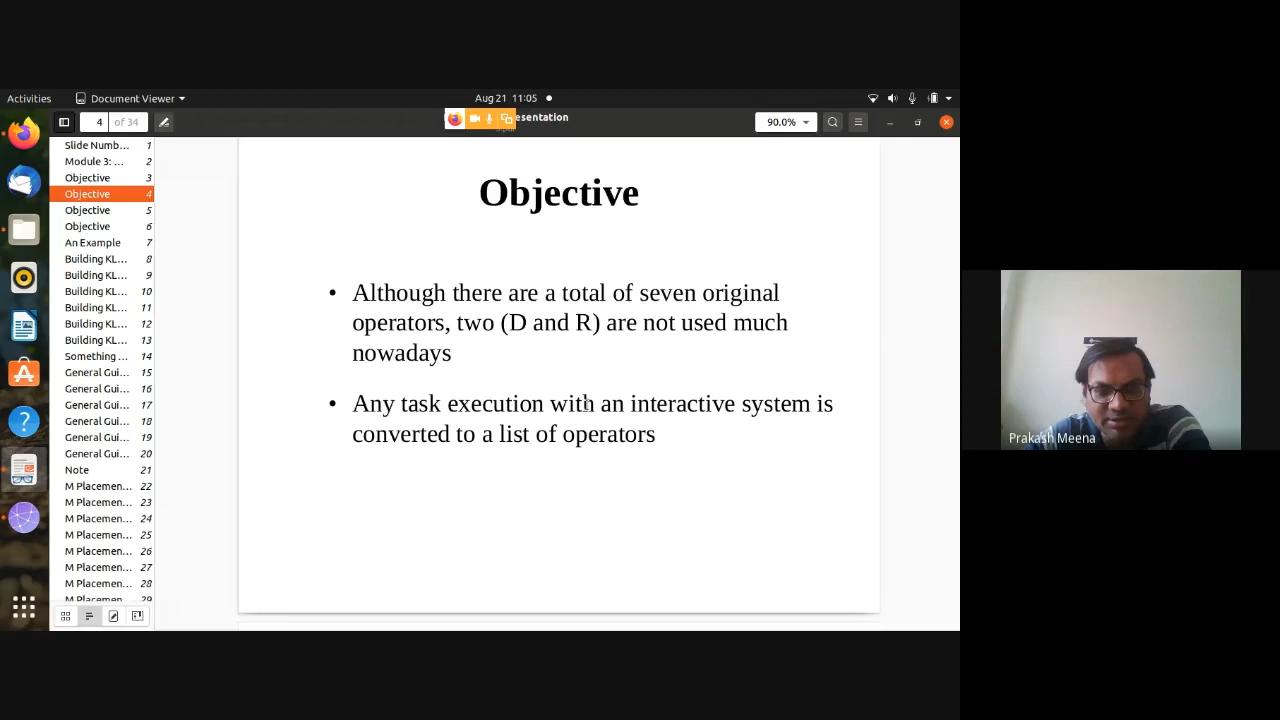 Activities
Document Viewer
Aug 21 11:05
4 of 34
esentation
90.0%
Slide Numb... 1
Module 3: ... 2
Objective 3
Objective 4
Objective 5
Objective 6
An Example 7
Building KL... 8
Building KL... 9
Building KL... 10
Building KL... 11
Building KL... 12
Building KL... 13
Something ... 14
General Gui... 15
General Gui... 16
General Gui... 17
General Gui... 18
General Gui... 19
General Gui... 20
Note 21
M Placemen... 22
M Placemen... 23
M Placemen... 24
M Placemen... 25
M Placemen... 26
M Placemen... 27
M Placemen... 28
M Placemen... 29
Objective
• Although there are a total of seven original
operators, two (D and R) are not used much
nowadays
• Any task execution with an interactive system is
converted to a list of operators
Prakash Meena